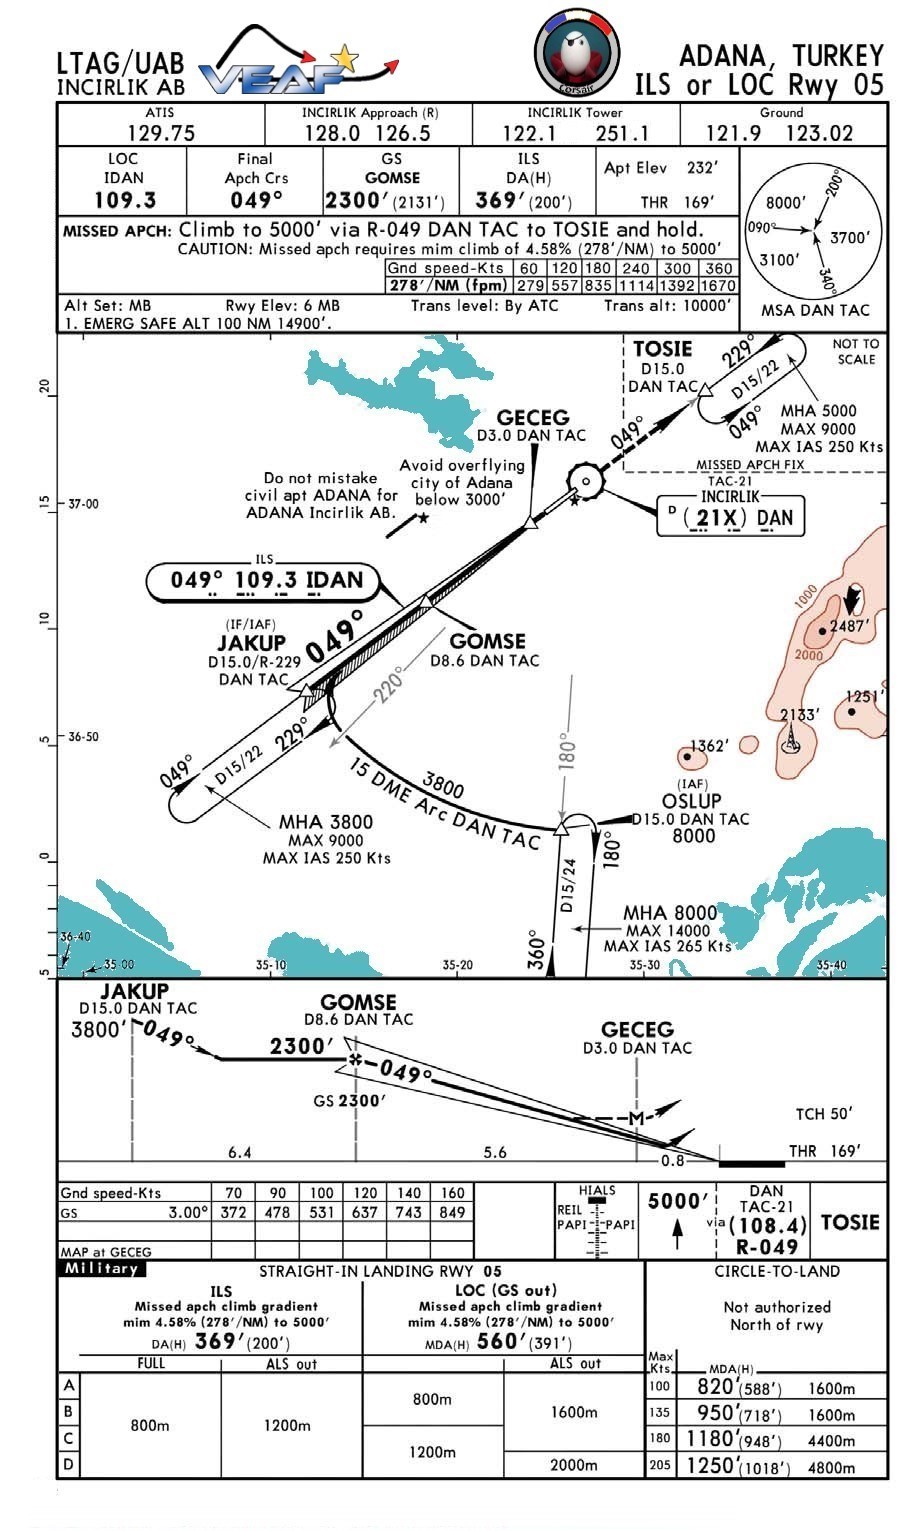 LTAG/UAB
INCIRLIK AB
VEAF
Corsair
ADANA, TURKEY
ILS or LOC Rwy 05
ATIS
129.75
INCIRLIK Approach (R)
128.0 126.5
INCIRLIK Tower
122.1 251.1
Ground
121.9 123.02
LOC
IDAN
109.3
Final
Apch Crs
049°
GS
GOMSE
2300' (2131')
ILS
DA(H)
369' (200')
Apt Elev 232'
THR 169'
MISSED APCH: Climb to 5000' via R-049 DAN TAC to TOSIE and hold.
CAUTION: Missed apch requires mim climb of 4.58% (278'/NM) to 5000'
Gnd speed-Kts 60 120 180 240 300 360
278'/NM (fpm) 279 557 835 1114 1392 1670
Alt Set: MB Rwy Elev: 6 MB Trans level: By ATC Trans alt: 10000'
1. EMERG SAFE ALT 100 NM 14900'.
200°
8000'
090°
3700'
3100'
340°
MSA DAN TAC
TOSIE
D15.0
DAN TAC
229°
D15/22
049°
NOT TO
SCALE
MHA 5000
MAX 9000
MAX IAS 250 Kts
MISSED APCH FIX
049°
GECEG
D3.0 DAN TAC
Do not mistake
civil apt ADANA for
ADANA Incirlik AB.
Avoid overflying
city of Adana
below 3000'
TAC-21
INCIRLIK
D (21X) DAN
ILS
049° 109.3 IDAN
(IF/IAF)
JAKUP
D15.0/R-229
DAN TAC
049°
GOMSE
D8.6 DAN TAC
220°
229°
D15/22
049°
MHA 3800
MAX 9000
MAX IAS 250 Kts
3800
15 DME Arc DAN TAC
180°
(IAF)
OSLUP
D15.0 DAN TAC
8000
180°
D15/24
360°
MHA 8000
MAX 14000
MAX IAS 265 Kts
1000
2000
2487'
1251'
2133'
1362'
20
15
10
5
0
5
37-00
36-50
36-40
35-00
35-10
35-20
35-30
35-40
JAKUP
D15.0 DAN TAC
3800'
049°
2300'
GOMSE
D8.6 DAN TAC
049°
GS 2300'
GECEG
D3.0 DAN TAC
M
TCH 50'
THR 169'
6.4
5.6
0.8
Gnd speed-Kts 70 90 100 120 140 160
GS 3.00° 372 478 531 637 743 849
MAP at GECEG
HIALS
REIL
PAPI PAPI
5000'
via
DAN
TAC-21
(108.4)
R-049
TOSIE
Military
STRAIGHT-IN LANDING RWY 05
CIRCLE-TO-LAND
ILS
Missed apch climb gradient
mim 4.58% (278'/NM) to 5000'
DA(H) 369' (200')
LOC (GS out)
Missed apch climb gradient
mim 4.58% (278'/NM) to 5000'
MDA(H) 560' (391')
Not authorized
North of rwy
FULL
ALS out
ALS out
Max
Kts
MDA(H)
A
B
C
D
800m
1200m
800m
1200m
1600m
2000m
100 820' (588') 1600m
135 950' (718') 1600m
180 1180' (948') 4400m
205 1250' (1018') 4800m